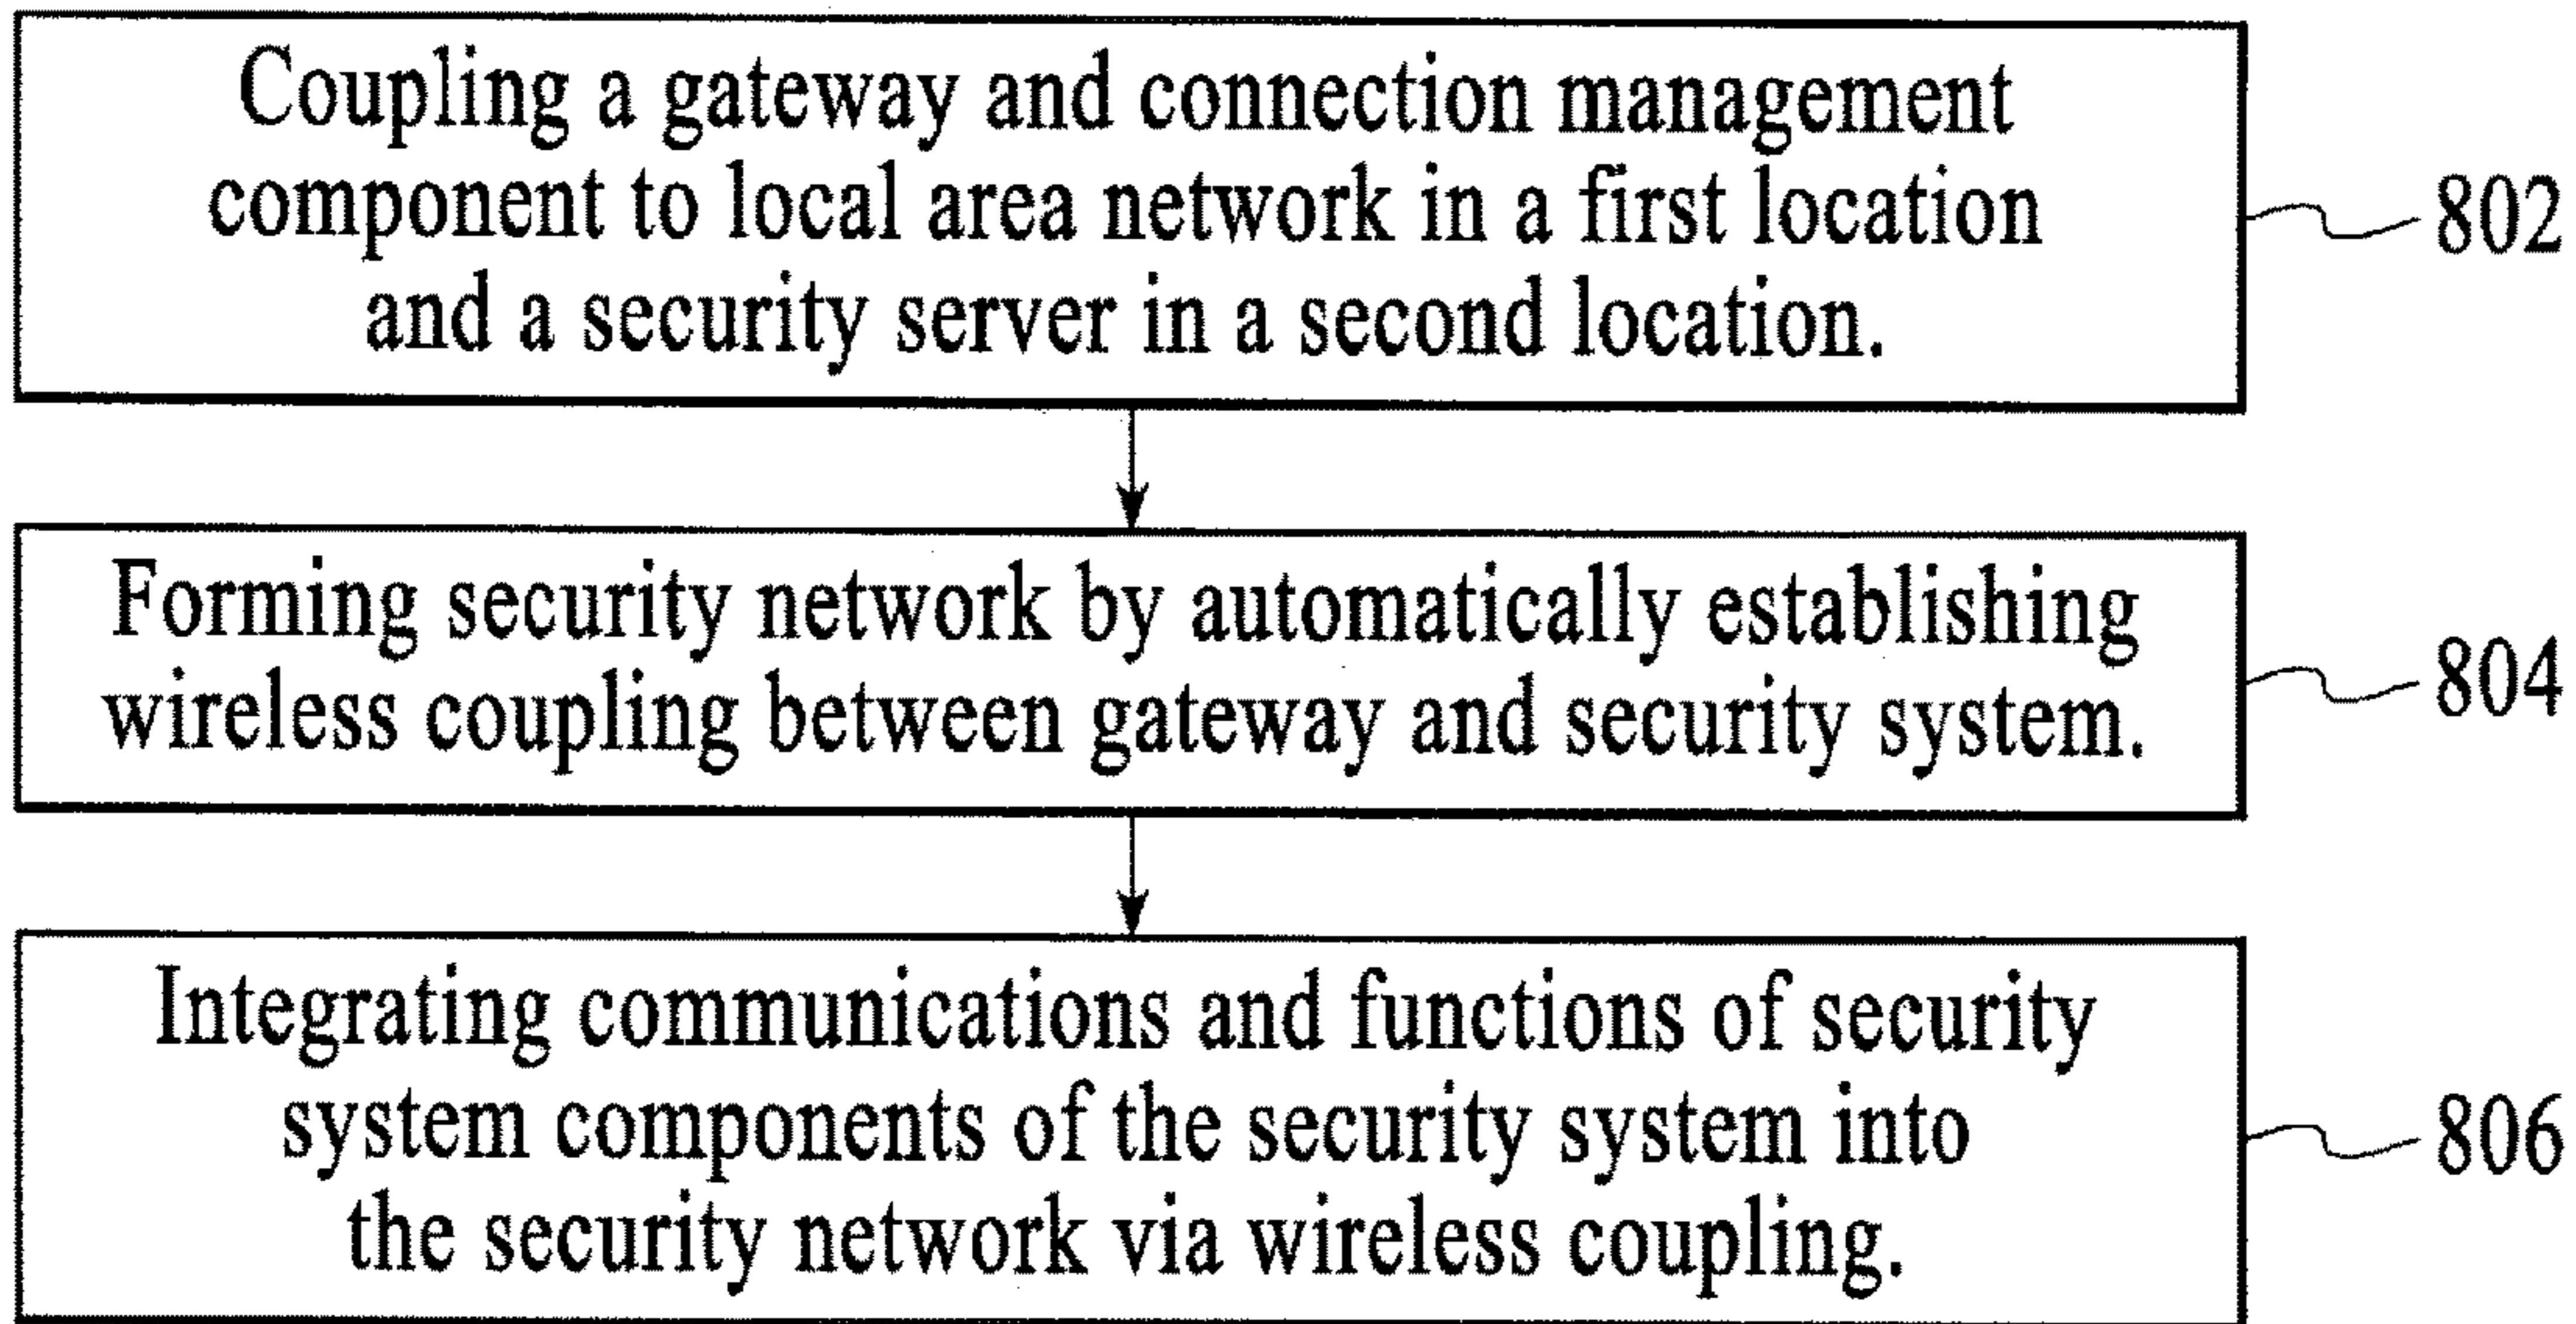 Coupling a gateway and connection management
component to local area network in a first location
and a security server in a second location.
802
Forming security network by automatically establishing
wireless coupling between gateway and security system.
804
Integrating communications and functions of security
system components of the security system into
the security network via wireless coupling.
806